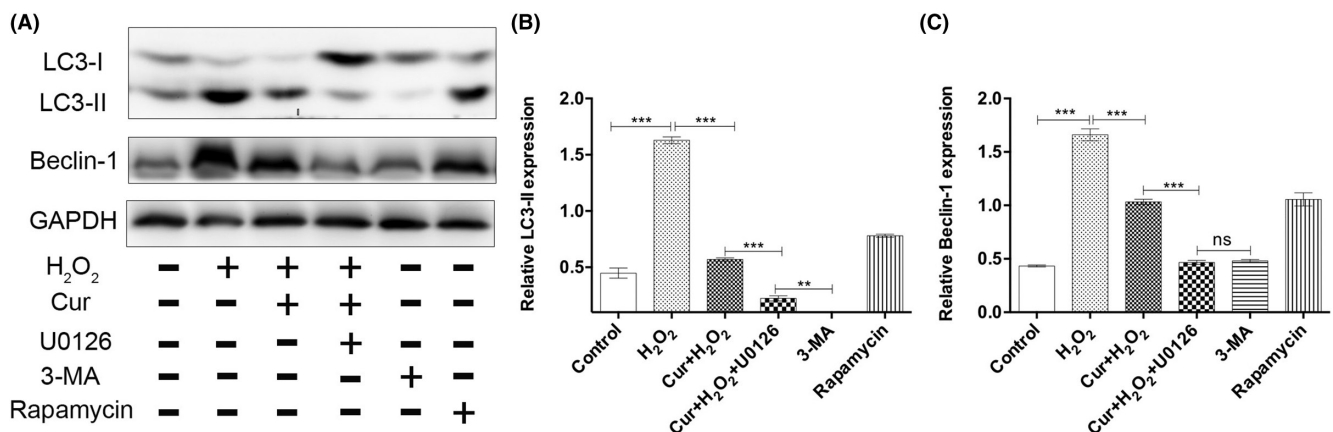 (A)
LC3-I
LC3-II
Beclin-1
GAPDH
H₂O₂ − + + + − −
Cur − − + + − −
U0126 − − − + − −
3-MA − − − − + −
Rapamycin − − − − − +
(B)
Relative LC3-II expression
2.0
1.5
1.0
0.5
*** ***
***
**
Control
H₂O₂
Cur+H₂O₂
Cur+H₂O₂+U0126
3-MA
Rapamycin
(C)
Relative Beclin-1 expression
2.0
1.5
1.0
0.5
0.0
*** ***
***
ns
Control
H₂O₂
Cur+H₂O₂
Cur+H₂O₂+U0126
3-MA
Rapamycin